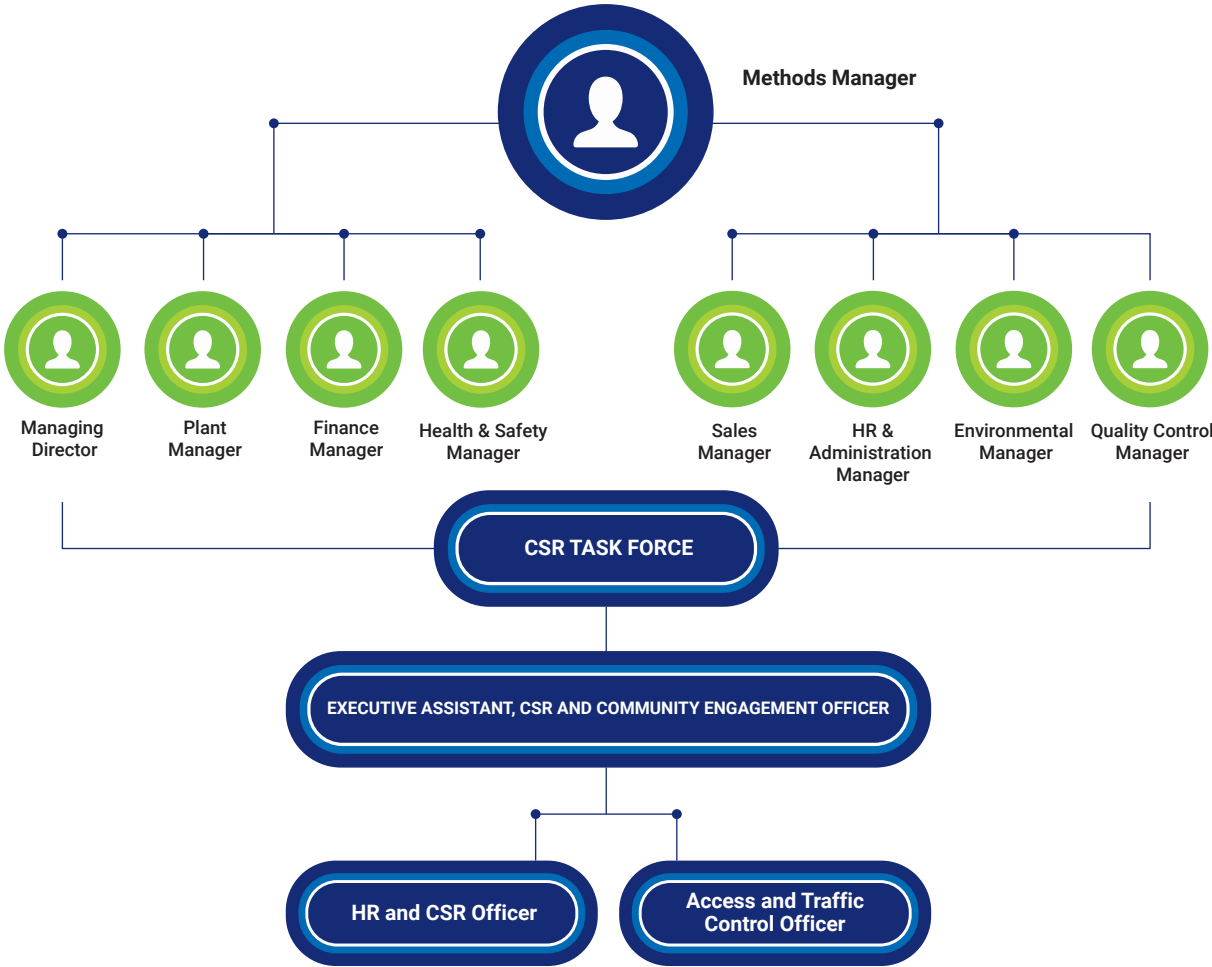 Methods Manager
Managing
Director
Plant
Manager
Finance
Manager
Health & Safety
Manager
Sales
Manager
HR &
Administration
Manager
Environmental
Manager
Quality Control
Manager
CSR TASK FORCE
EXECUTIVE ASSISTANT, CSR AND COMMUNITY ENGAGEMENT OFFICER
HR and CSR Officer
Access and Traffic
Control Officer